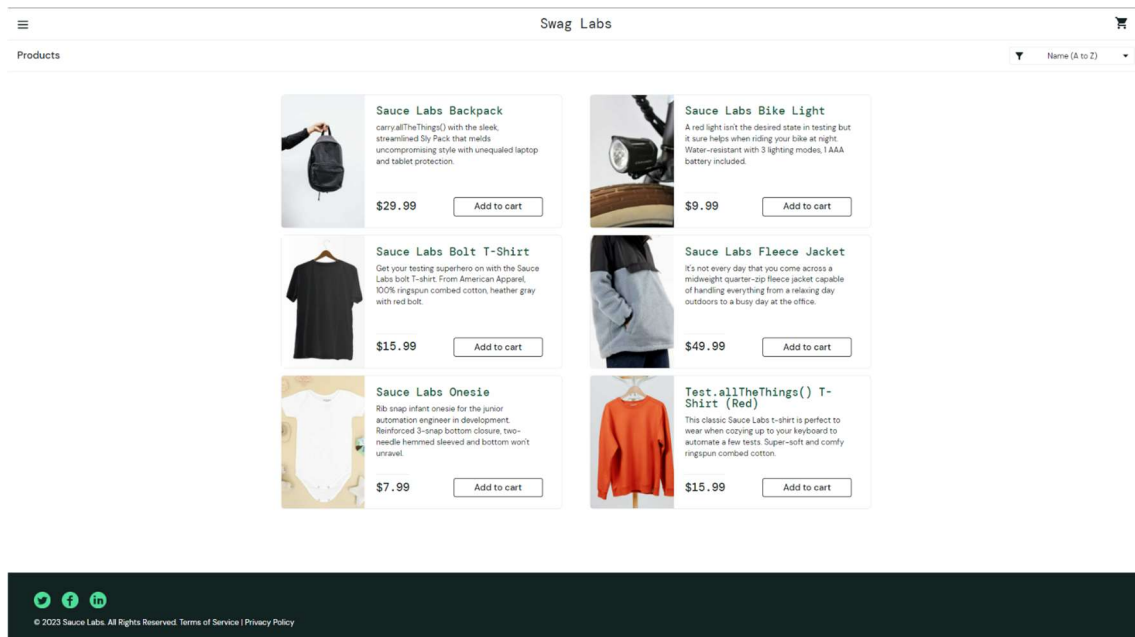 Swag Labs
Products
Name (A to Z)
Sauce Labs Backpack
carry.allTheThings() with the sleek,
streamlined Sly Pack that melds
uncompromising style with unequaled laptop
and tablet protection.
$29.99
Add to cart
Sauce Labs Bike Light
A red light isn't the desired state in testing but
it sure helps when riding your bike at night.
Water-resistant with 3 lighting modes, 1 AAA
battery included.
$9.99
Add to cart
Sauce Labs Bolt T-Shirt
Get your testing superhero on with the Sauce
Labs bolt T-shirt. From American Apparel,
100% ringspun combed cotton, heather gray
with red bolt.
$15.99
Add to cart
Sauce Labs Fleece Jacket
It's not every day that you come across a
midweight quarter-zip fleece jacket capable
of handling everything from a relaxing day
outdoors to a busy day at the office.
$49.99
Add to cart
Sauce Labs Onesie
Rib snap infant onesie for the junior
automation engineer in development.
Reinforced 3-snap bottom closure, two-
needle hemmed sleeved and bottom won't
unravel.
$7.99
Add to cart
Test.allTheThings() T-
Shirt (Red)
This classic Sauce Labs t-shirt is perfect to
wear when cozying up to your keyboard to
automate a few tests. Super-soft and comfy
ringspun combed cotton.
$15.99
Add to cart
© 2023 Sauce Labs. All Rights Reserved. Terms of Service | Privacy Policy